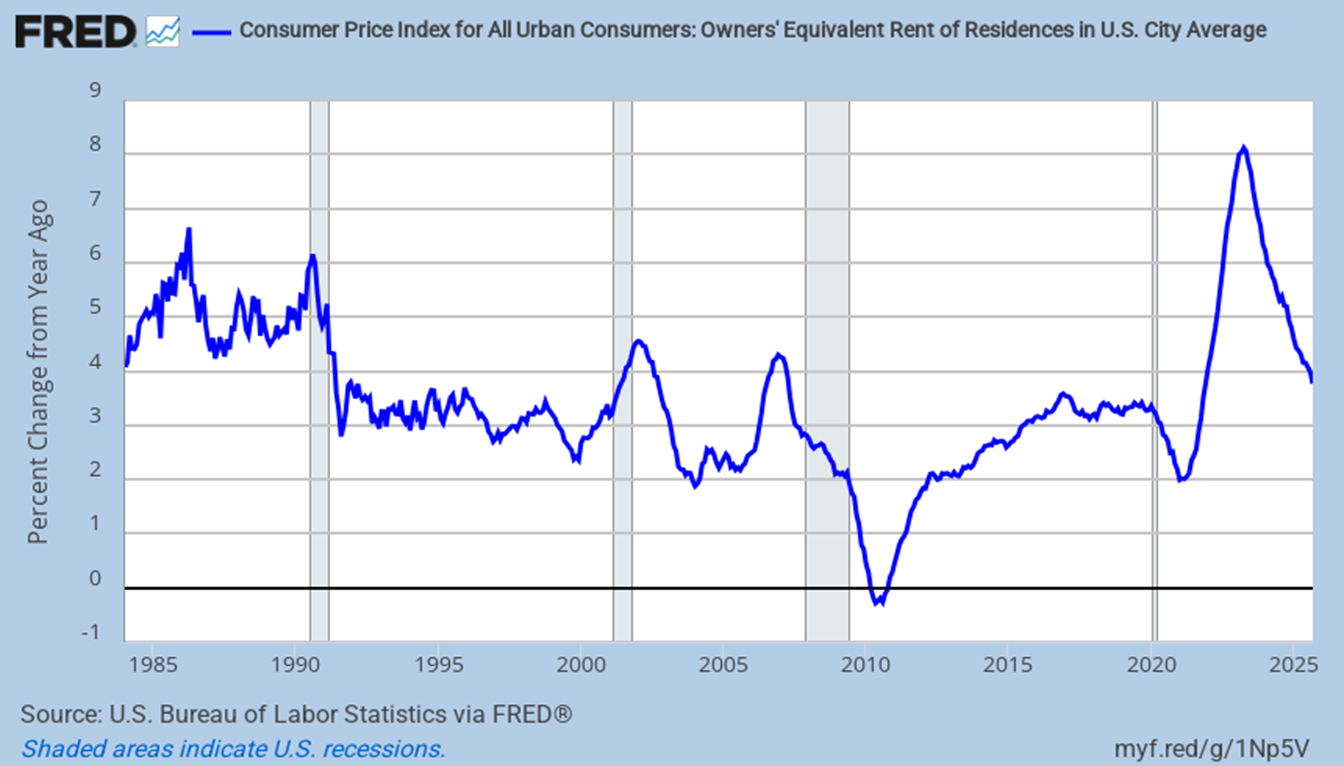 FRED
Consumer Price Index for All Urban Consumers: Owners' Equivalent Rent of Residences in U.S. City Average
Percent Change from Year Ago
9
8
7
6
5
4
3
2
1
0
-1
1985 1990 1995 2000 2005 2010 2015 2020 2025
Source: U.S. Bureau of Labor Statistics via FRED®
Shaded areas indicate U.S. recessions.
myf.red/g/1Np5V